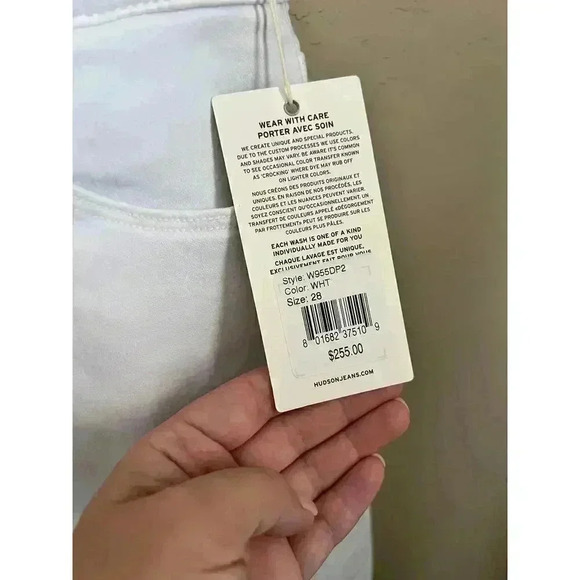 WEAR WITH CARE
PORTER AVEC SOIN
WE CREATE UNIQUE AND SPECIAL PRODUCTS.
DUE TO THE CUSTOM PROCESSES WE USE COLORS
AND SHADES MAY VARY. BE AWARE IT'S COMMON
TO SEE OCCASIONAL COLOR TRANSFER KNOWN
AS 'CROCKING' WHERE DYE MAY RUB OFF
ON LIGHTER COLORS.
NOUS CRÉONS DES PRODUITS ORIGINAUX ET
UNIQUES. EN RAISON DE NOS PROCÉDÉS, LES
COULEURS ET LES NUANCES PEUVENT VARIER.
SOYEZ CONSCIENT QU'OCCASIONNELLEMENT, UN
TRANSFERT DE COULEURS APPELÉ «DÉGORGEMENT
PAR FROTTEMENT» PEUT SE PRODUIRE SUR LES
COULEURS PLUS PÂLES.
EACH WASH IS ONE OF A KIND
INDIVIDUALLY MADE FOR YOU
CHAQUE LAVAGE EST UNIQUE,
EXCLUSIVEMENT FAIT POUR VOUS
Style: W955DP2
Color: WHT
Size: 28
8 01682 37510 9
$255.00
HUDSONJEANS.COM